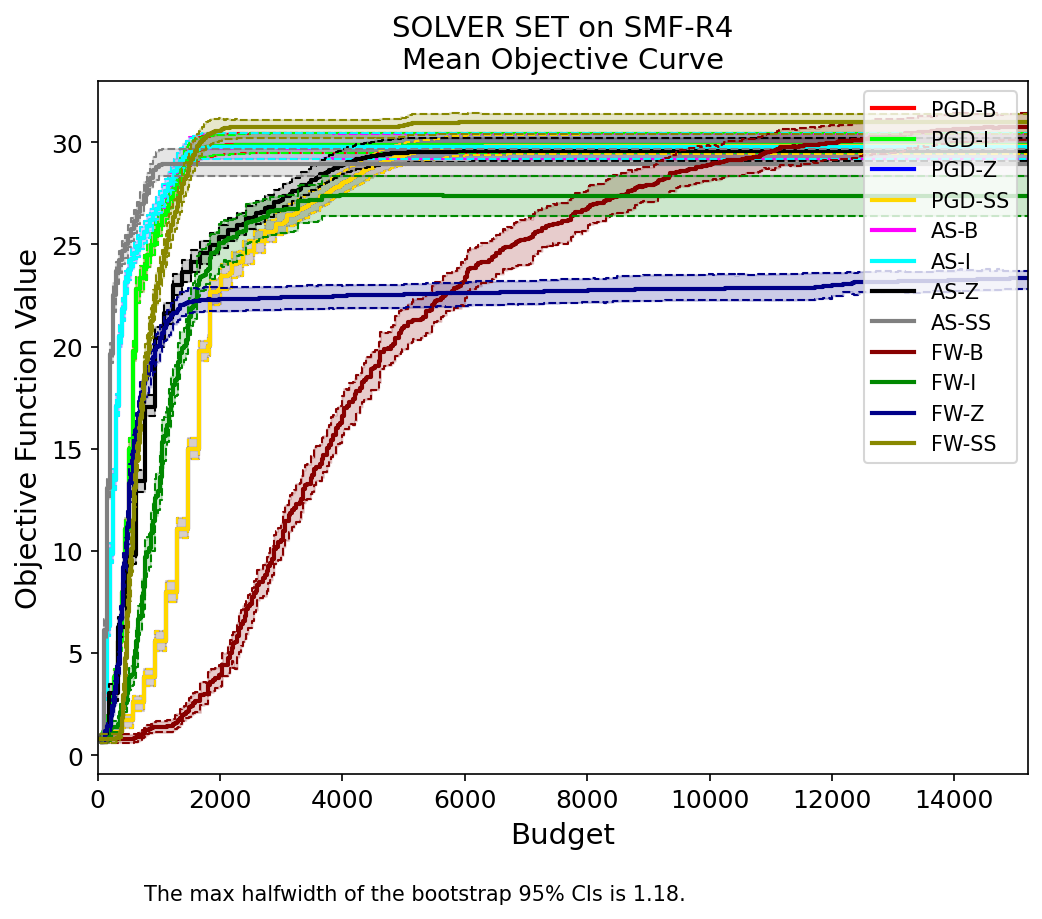 SOLVER SET on SMF-R4
Mean Objective Curve
Objective Function Value
30
25
20
15
10
5
0
0 2000 4000 6000 8000 10000 12000 14000
Budget
PGD-B
PGD-I
PGD-Z
PGD-SS
AS-B
AS-I
AS-Z
AS-SS
FW-B
FW-I
FW-Z
FW-SS
The max halfwidth of the bootstrap 95% CIs is 1.18.